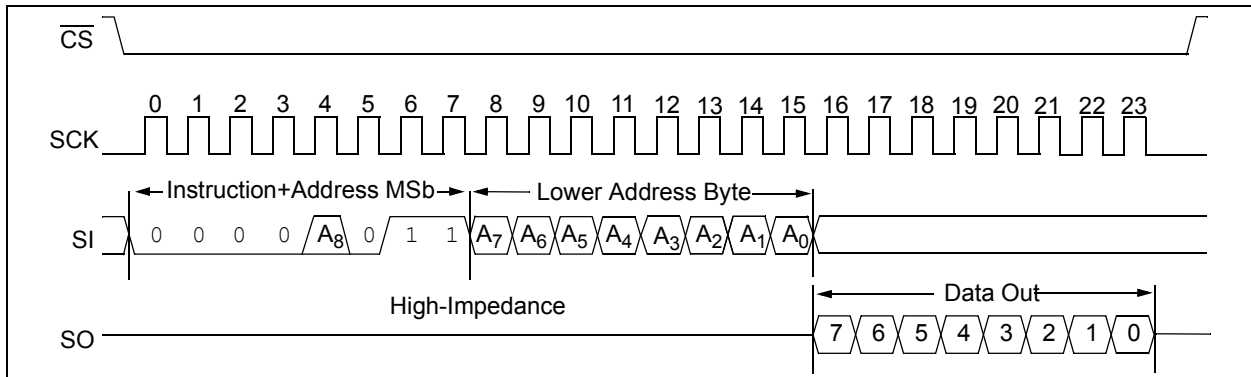 CS
0 1 2 3 4 5 6 7 8 9 10 11 12 13 14 15 16 17 18 19 20 21 22 23
SCK
Instruction+Address MSb Lower Address Byte
SI 0 0 0 0 A8 0 1 1 A7 A6 A5 A4 A3 A2 A1 A0
High-Impedance Data Out
SO 7 6 5 4 3 2 1 0